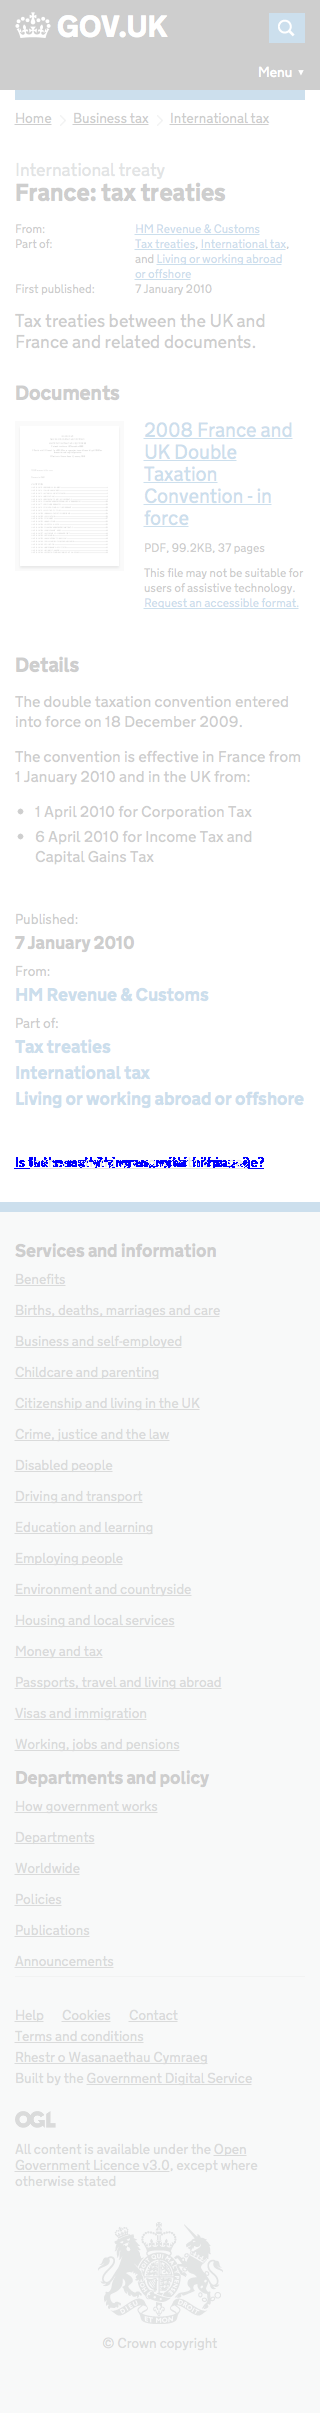 GOV.UK
Menu ▼
Home > Business tax > International tax
International treaty
France: tax treaties
From: HM Revenue & Customs
Part of: Tax treaties, International tax,
and Living or working abroad
or offshore
First published: 7 January 2010
Tax treaties between the UK and
France and related documents.
Documents
2008 France and
UK Double
Taxation
Convention - in
force
PDF, 99.2KB, 37 pages
This file may not be suitable for
users of assistive technology.
Request an accessible format.
Details
The double taxation convention entered
into force on 18 December 2009.
The convention is effective in France from
1 January 2010 and in the UK from:
• 1 April 2010 for Corporation Tax
• 6 April 2010 for Income Tax and
Capital Gains Tax
Published:
7 January 2010
From:
HM Revenue & Customs
Part of:
Tax treaties
International tax
Living or working abroad or offshore
Is
Services and information
Benefits
Births, deaths, marriages and care
Business and self-employed
Childcare and parenting
Citizenship and living in the UK
Crime, justice and the law
Disabled people
Driving and transport
Education and learning
Employing people
Environment and countryside
Housing and local services
Money and tax
Passports, travel and living abroad
Visas and immigration
Working, jobs and pensions
Departments and policy
How government works
Departments
Worldwide
Policies
Publications
Announcements
Help Cookies Contact
Terms and conditions
Rhestr o Wasanaethau Cymraeg
Built by the Government Digital Service
OGL
All content is available under the Open
Government Licence v3.0, except where
otherwise stated
© Crown copyright